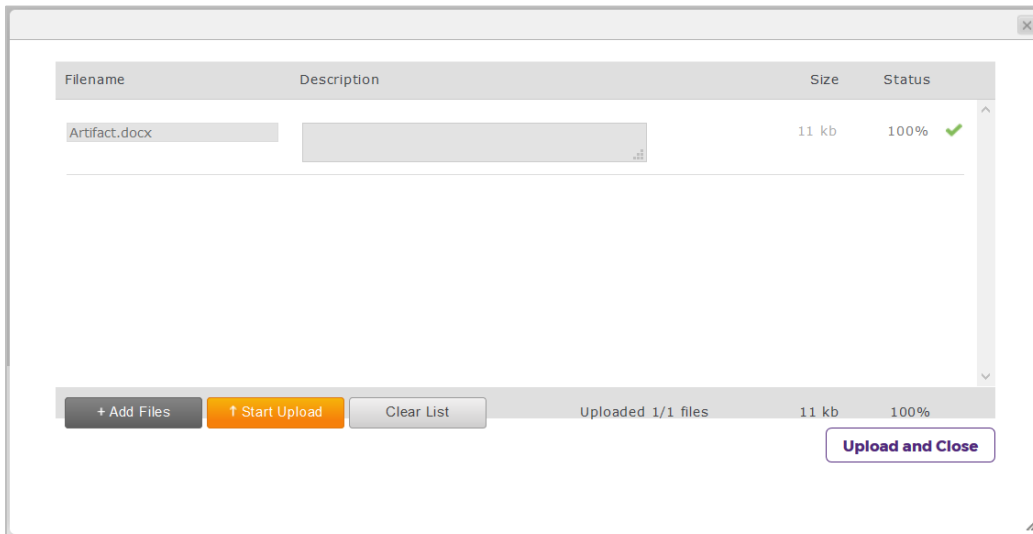 Filename Description Size Status
Artifact.docx 11 kb 100%
+ Add Files ↑ Start Upload Clear List Uploaded 1/1 files 11 kb 100%
Upload and Close